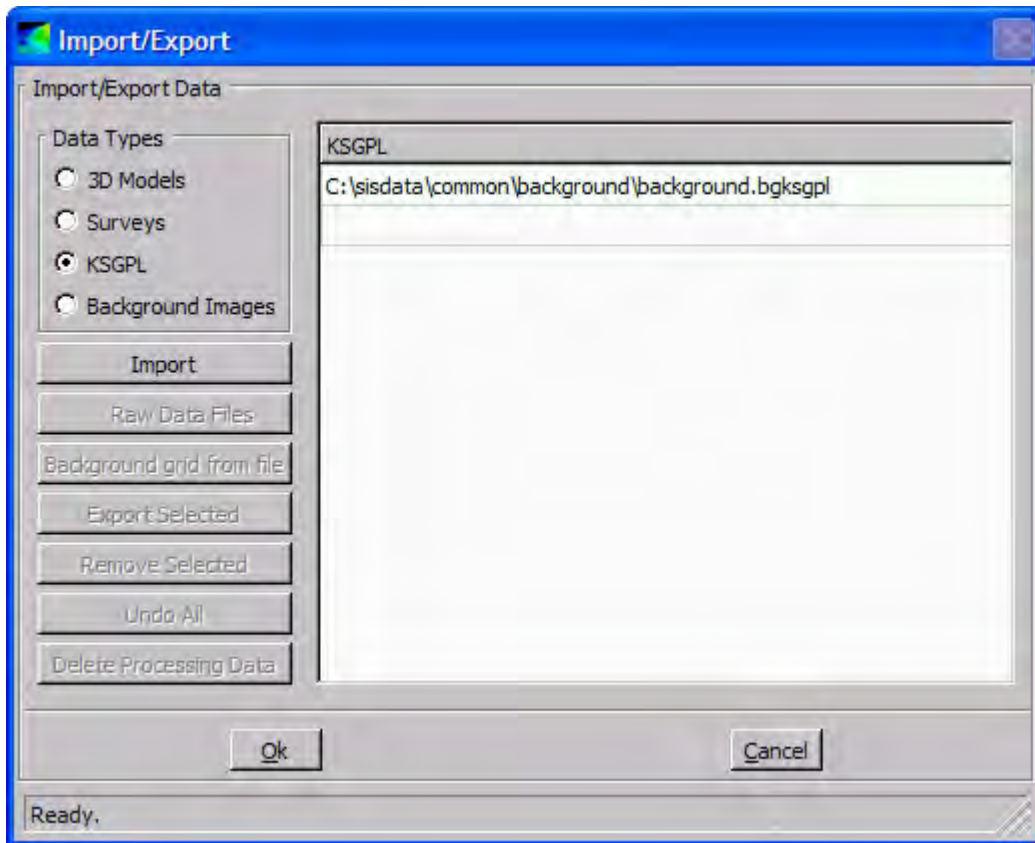 Import/Export
Import/Export Data
Data Types
3D Models
Surveys
KSGPL
Background Images
Import
Raw Data Files
Background grid from file
Export Selected
Remove Selected
Undo All
Delete Processing Data
KSGPL
C:\sisdata\common\background\background.bgksgpl
Ok
Cancel
Ready.